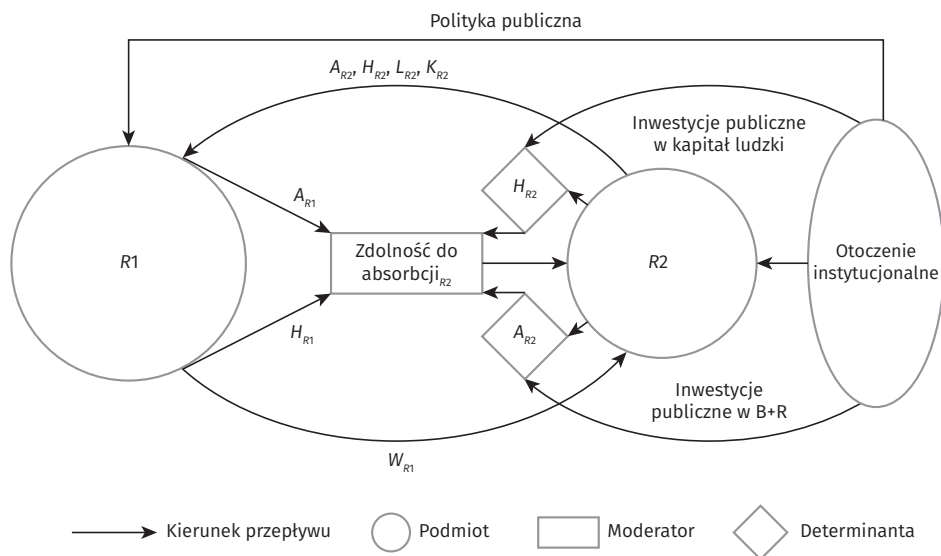 Polityka publiczna
A_R2, H_R2, L_R2, K_R2
Inwestycje publiczne
w kapitał ludzki
H_R2
A_R1
Zdolność do
absorbcji_R2
R1
R2
Otoczenie
instytucjonalne
H_R1
A_R2
Inwestycje
publiczne w B+R
W_R1
Kierunek przepływu
Podmiot
Moderator
Determinanta